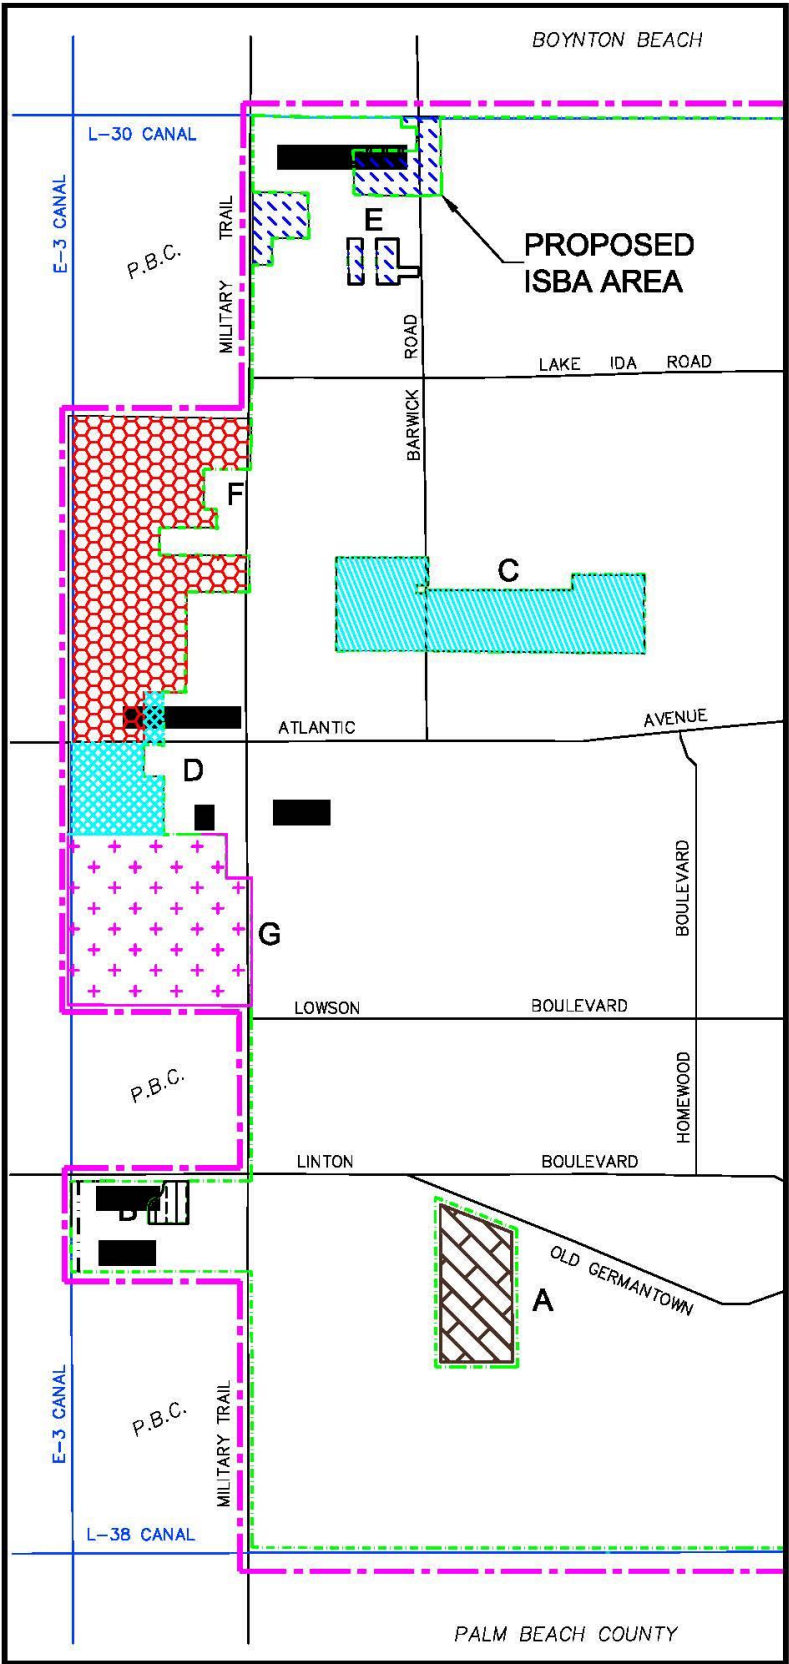 BOYNTON BEACH
L-30 CANAL
E-3 CANAL
P.B.C.
MILITARY TRAIL
E
PROPOSED
ISBA AREA
BARWICK ROAD
LAKE IDA ROAD
F
C
ATLANTIC AVENUE
D
G
LOWSON BOULEVARD
HOMEWOOD BOULEVARD
P.B.C.
LINTON BOULEVARD
B
OLD GERMANTOWN
A
E-3 CANAL
P.B.C.
MILITARY TRAIL
L-38 CANAL
PALM BEACH COUNTY